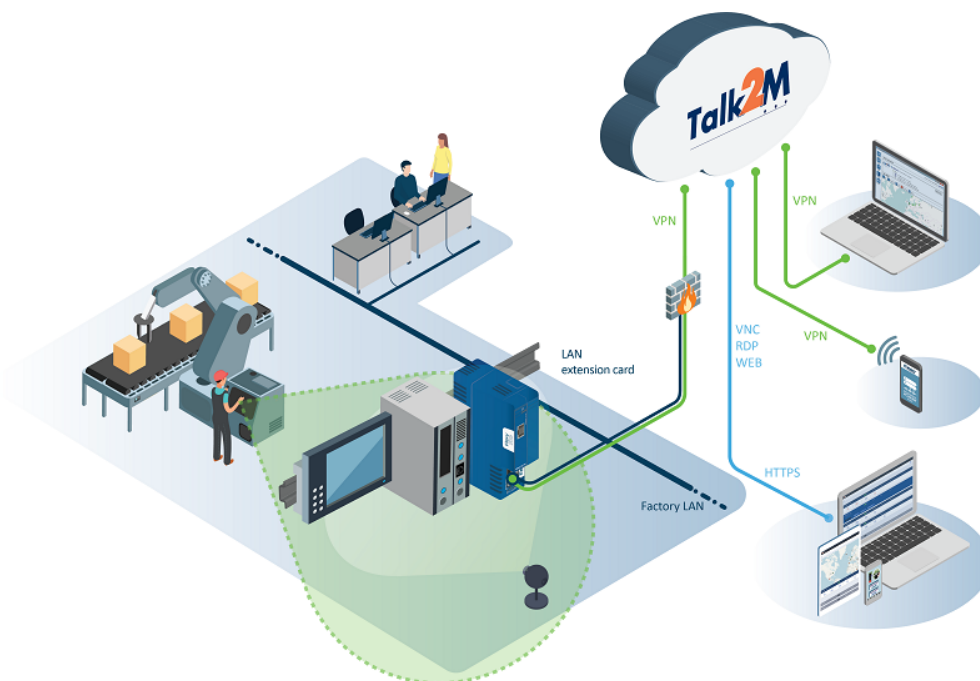 Talk2M
VPN
VPN
VPN
VNC
RDP
WEB
HTTPS
LAN
extension card
Factory LAN